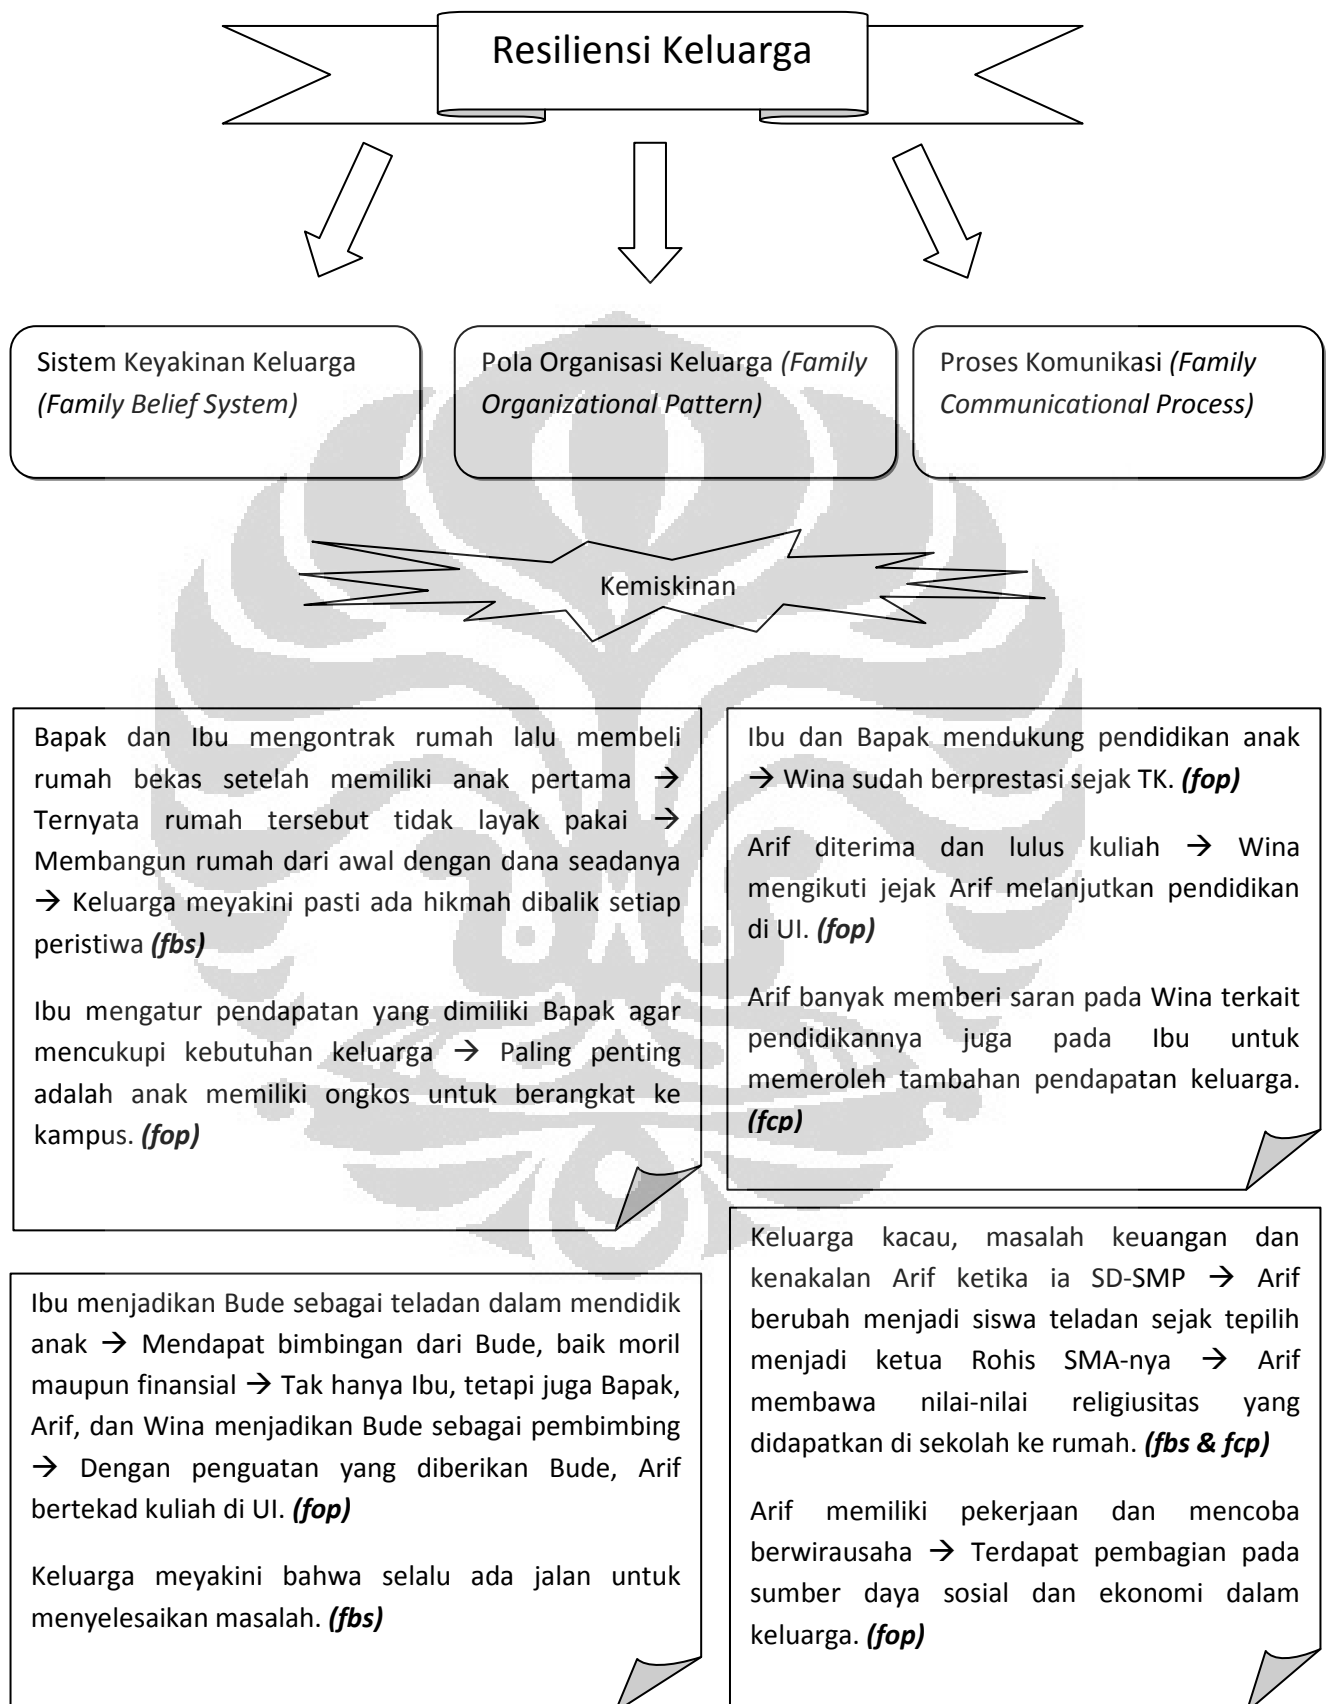 Resiliensi Keluarga
Sistem Keyakinan Keluarga
(Family Belief System)
Pola Organisasi Keluarga (Family
Organizational Pattern)
Proses Komunikasi (Family
Communicational Process)
Kemiskinan
Bapak dan Ibu mengontrak rumah lalu membeli
rumah bekas setelah memiliki anak pertama →
Ternyata rumah tersebut tidak layak pakai →
Membangun rumah dari awal dengan dana seadanya
→ Keluarga meyakini pasti ada hikmah dibalik setiap
peristiwa (fbs)
Ibu mengatur pendapatan yang dimiliki Bapak agar
mencukupi kebutuhan keluarga → Paling penting
adalah anak memiliki ongkos untuk berangkat ke
kampus. (fop)
Ibu dan Bapak mendukung pendidikan anak
→ Wina sudah berprestasi sejak TK. (fop)
Arif diterima dan lulus kuliah → Wina
mengikuti jejak Arif melanjutkan pendidikan
di UI. (fop)
Arif banyak memberi saran pada Wina terkait
pendidikannya juga pada Ibu untuk
memeroleh tambahan pendapatan keluarga.
(fcp)
Ibu menjadikan Bude sebagai teladan dalam mendidik
anak → Mendapat bimbingan dari Bude, baik moril
maupun finansial → Tak hanya Ibu, tetapi juga Bapak,
Arif, dan Wina menjadikan Bude sebagai pembimbing
→ Dengan penguatan yang diberikan Bude, Arif
bertekad kuliah di UI. (fop)
Keluarga meyakini bahwa selalu ada jalan untuk
menyelesaikan masalah. (fbs)
Keluarga kacau, masalah keuangan dan
kenakalan Arif ketika ia SD-SMP → Arif
berubah menjadi siswa teladan sejak tepilih
menjadi ketua Rohis SMA-nya → Arif
membawa nilai-nilai religiusitas yang
didapatkan di sekolah ke rumah. (fbs & fcp)
Arif memiliki pekerjaan dan mencoba
berwirausaha → Terdapat pembagian pada
sumber daya sosial dan ekonomi dalam
keluarga. (fop)